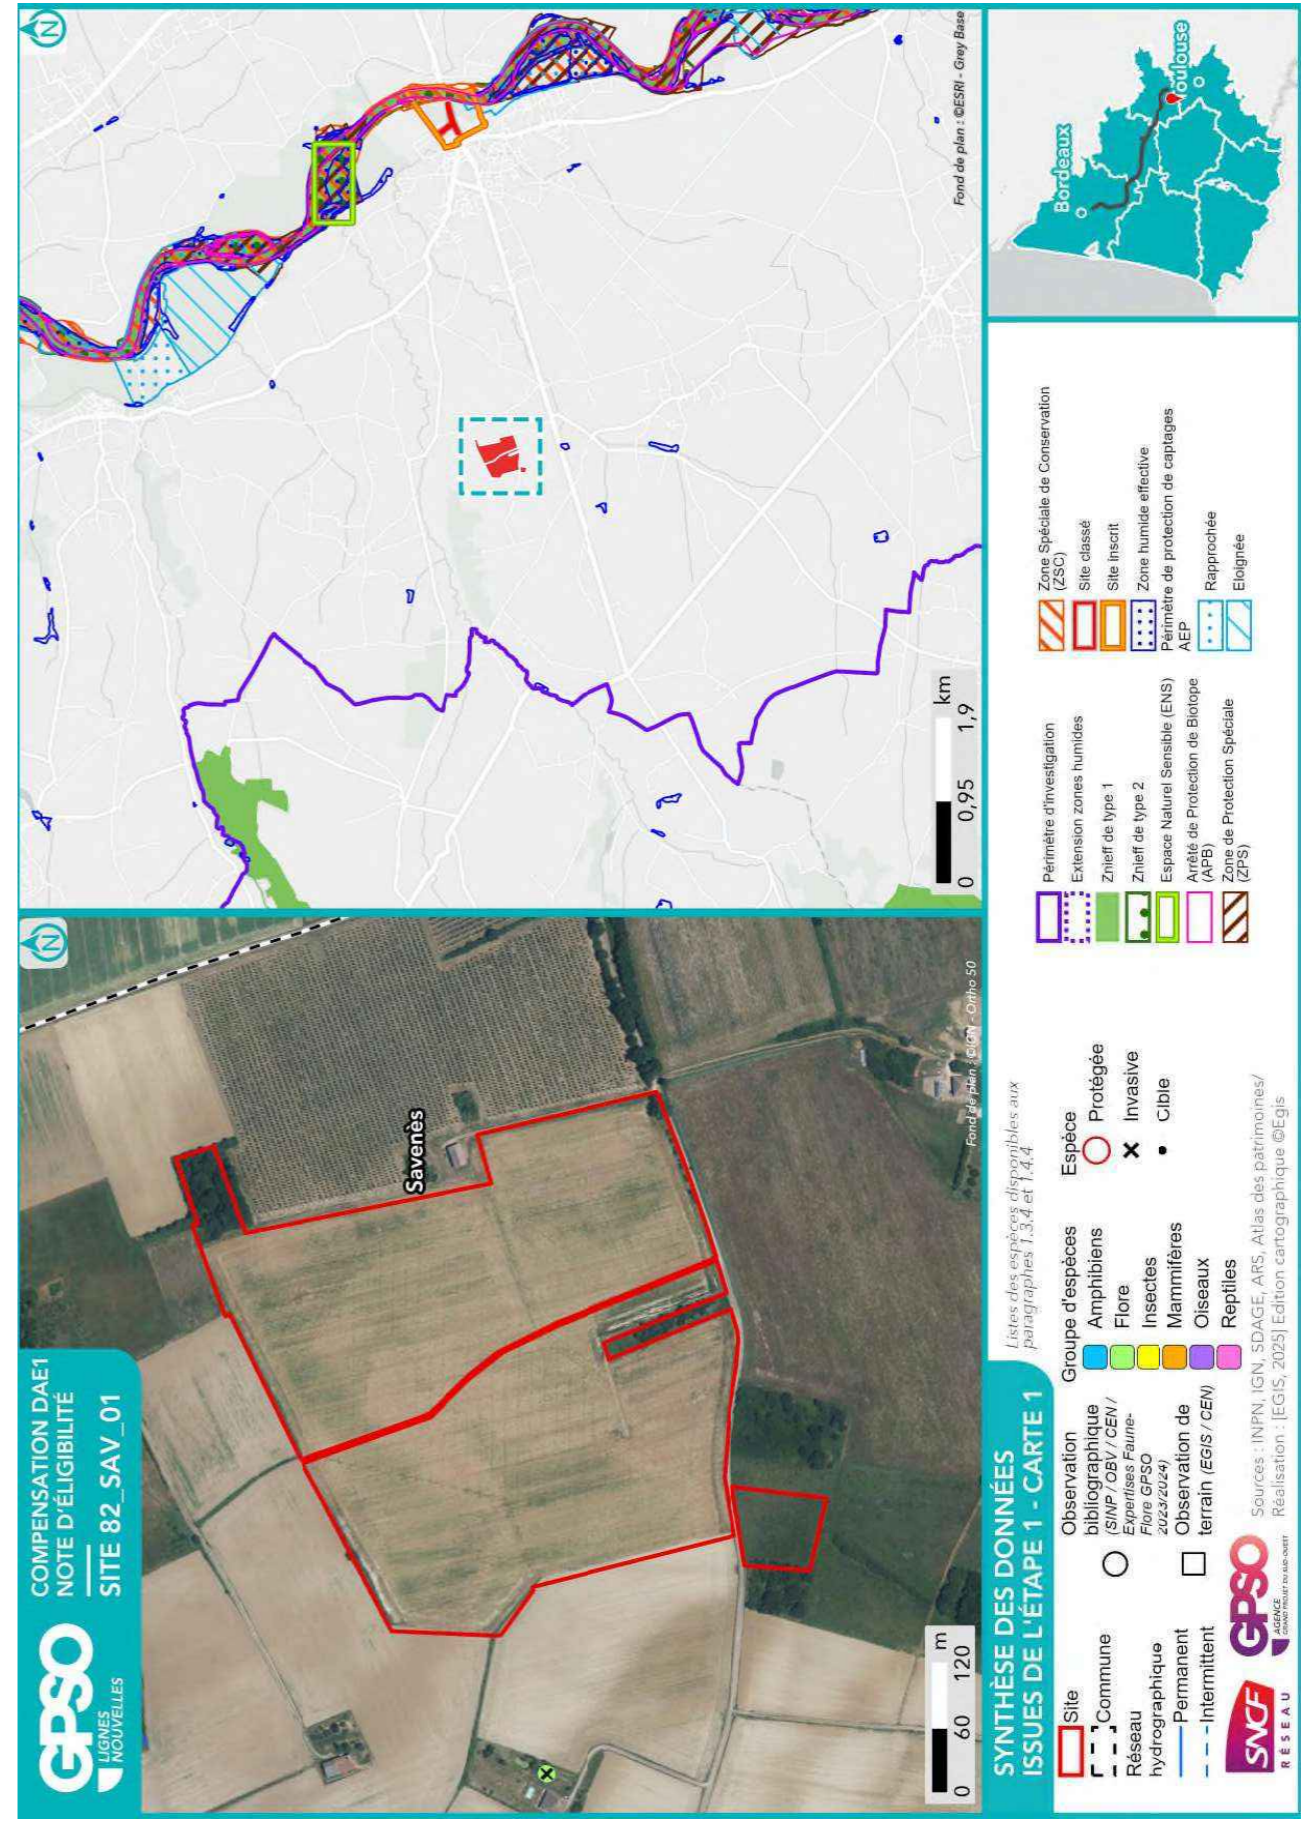 GPSO
LIGNES
NOUVELLES
COMPENSATION DAE1
NOTE D'ÉLIGIBILITÉ
SITE 82_SAV_01
N
Savenès
0 60 120 m
Fond de plan : ©IGN - Ortho 50
N
0 0,95 1,9 km
Fond de plan : ©ESRI - Grey Base
SYNTHÈSE DES DONNÉES
ISSUES DE L'ÉTAPE 1 - CARTE 1
Listes des espèces disponibles aux
paragraphes 1.3.4 et 1.4.4
Site
Commune
Réseau
hydrographique
Permanent
Intermittent
Observation
bibliographique
(SINP / OBV / CEN /
Expertises Faune-
Flore GPSO
2023/2024)
Observation de
terrain (EGIS / CEN)
Groupe d'espèces
Amphibiens
Flore
Insectes
Mammifères
Oiseaux
Reptiles
Espèce
Protégée
Invasive
Cible
Périmètre d'investigation
Extension zones humides
Znieff de type 1
Znieff de type 2
Espace Naturel Sensible (ENS)
Arrêté de Protection de Biotope
(APB)
Zone de Protection Spéciale
(ZPS)
Zone Spéciale de Conservation
(ZSC)
Site classé
Site Inscrit
Zone humide effective
Périmètre de protection de captages
AEP
Rapprochée
Eloignée
SNCF
RÉSEAU
GPSO
AGENCE
GRAND PROJET DU SUD-OUEST
Sources : INPN, IGN, SDAGE, ARS, Atlas des patrimoines/
Réalisation : [EGIS, 2025] Edition cartographique ©Egis
Bordeaux
Toulouse